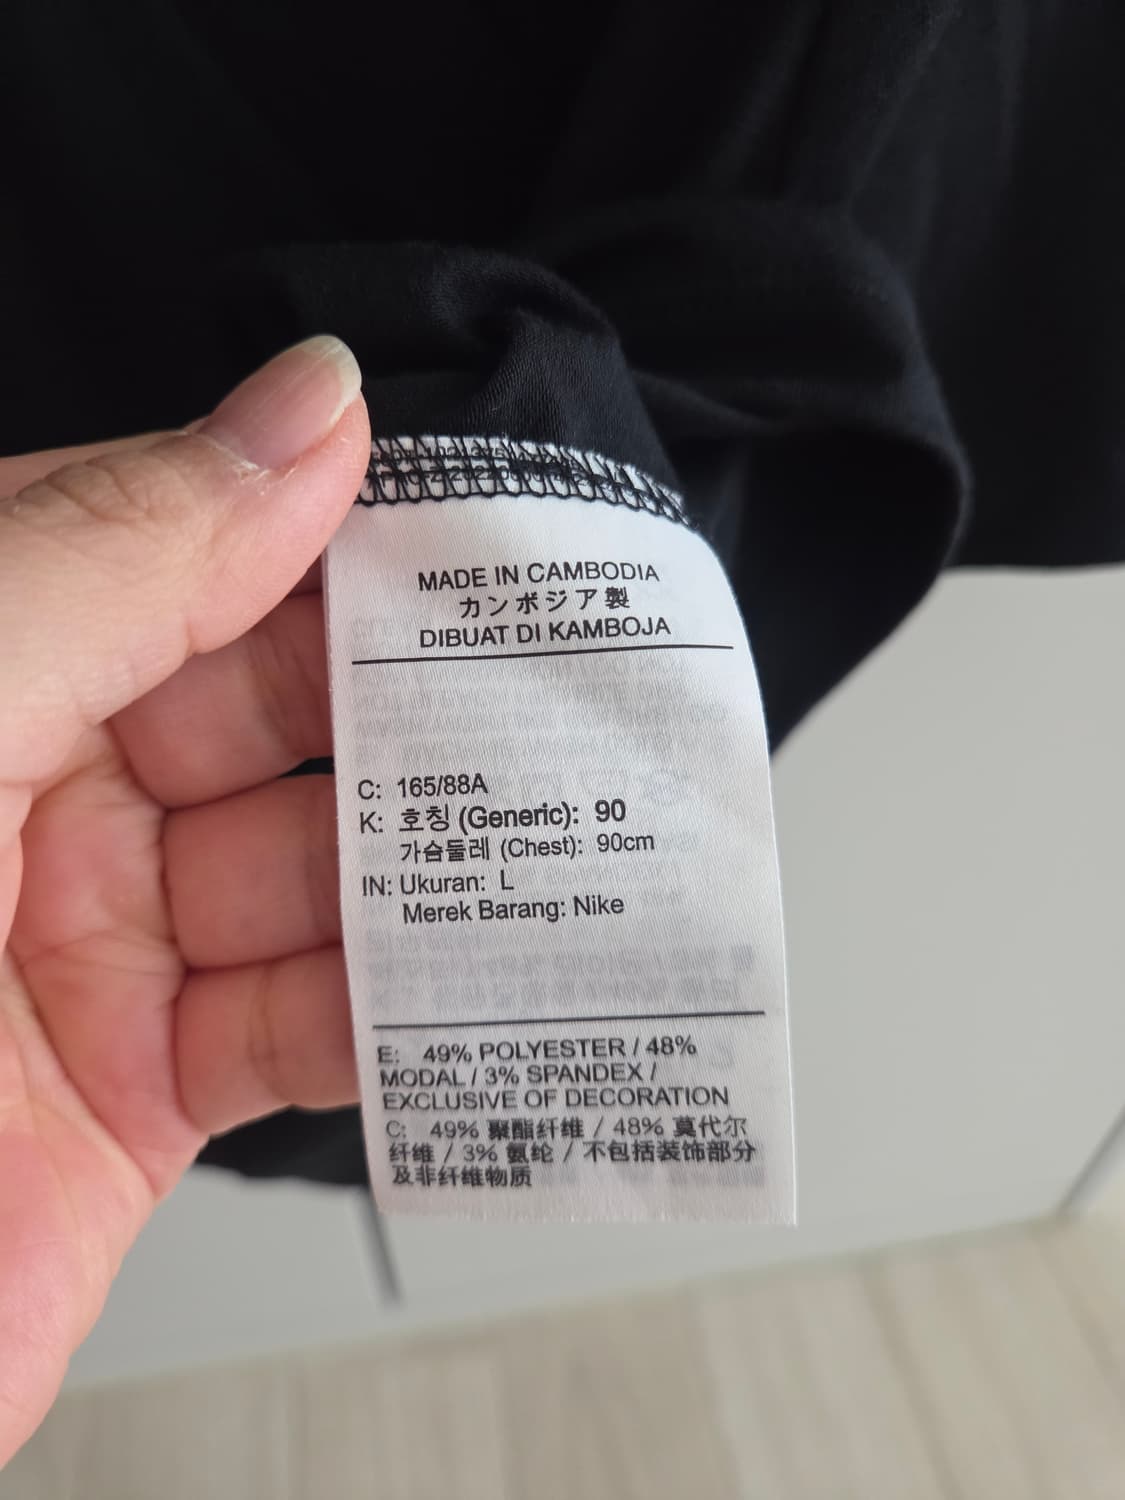 MADE IN CAMBODIA
カンボジア製
DIBUAT DI KAMBOJA
C: 165/88A
K: 호칭 (Generic): 90
가슴둘레 (Chest): 90cm
IN: Ukuran: L
Merek Barang: Nike
E: 49% POLYESTER / 48%
MODAL / 3% SPANDEX /
EXCLUSIVE OF DECORATION
C: 49% 聚酯纤维 / 48% 莫代尔
纤维 / 3% 氨纶 / 不包括装饰部分
及非纤维物质